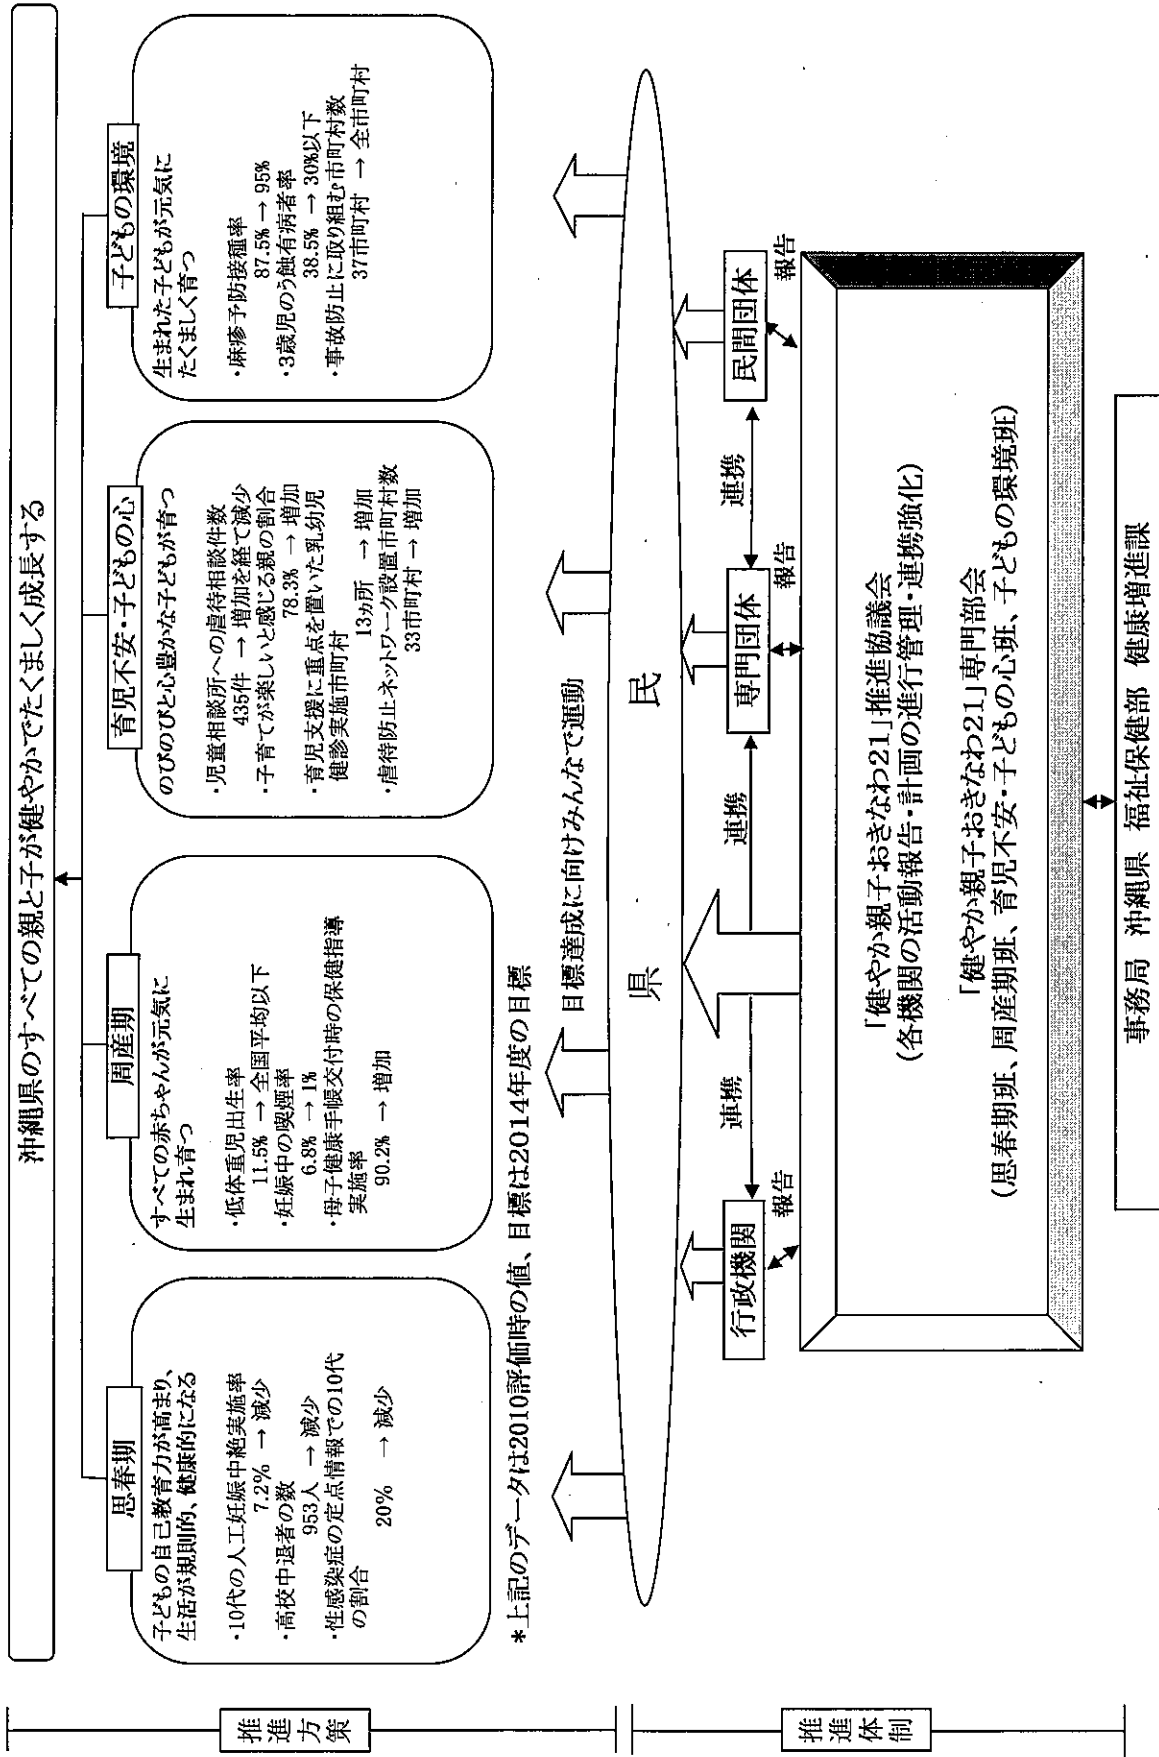 沖縄県のすべての親と子が健やかでたくましく成長する
推進方策
思春期
子どもの自己教育力が高まり、
生活が規則的、健康的になる
・10代の人工妊娠中絶実施率
7.2% → 減少
・高校中退者の数
953人 → 減少
・性感染症の定点情報での10代
の割合
20% → 減少
周産期
すべての赤ちゃんが元気に
生まれ育つ
・低体重児出生率
11.5% → 全国平均以下
・妊娠中の喫煙率
6.8% → 1%
・母子健康手帳交付時の保健指導
実施率
90.2% → 増加
育児不安・子どもの心
のびのびと心豊かな子どもが育つ
・児童相談所への虐待相談件数
435件 → 増加を経て減少
・子育てが楽しいと感じる親の割合
78.3% → 増加
・育児支援に重点を置いた乳幼児
健診実施市町村
13ヵ所 → 増加
・虐待防止ネットワーク設置市町村数
33市町村 → 増加
子どもの環境
生まれた子どもが元気に
たくましく育つ
・麻疹予防接種率
87.5% → 95%
・3歳児のう蝕有病者率
38.5% → 30%以下
・事故防止に取り組む市町村数
37市町村 → 全市町村
*上記のデータは2010評価時の値、目標は2014年度の目標
目標達成に向けみんなで運動
県 民
推進体制
行政機関
連携
連携
専門団体
連携
民間団体
報告
報告
報告
「健やか親子おきなわ21」推進協議会
(各機関の活動報告・計画の進行管理・連携強化)
「健やか親子おきなわ21」専門部会
(思春期班、周産期班、育児不安・子どもの心班、子どもの環境班)
事務局 沖縄県 福祉保健部 健康増進課